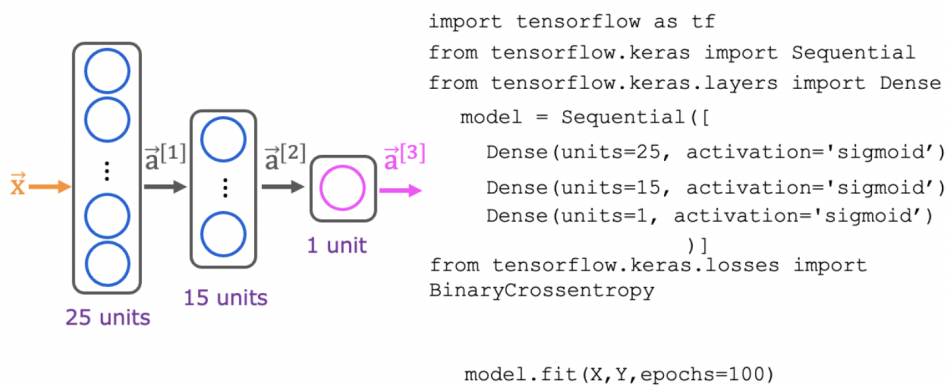 import tensorflow as tf
from tensorflow.keras import Sequential
from tensorflow.keras.layers import Dense
model = Sequential([
Dense(units=25, activation='sigmoid’)
Dense(units=15, activation='sigmoid’)
Dense(units=1, activation='sigmoid’)
)]
from tensorflow.keras.losses import
BinaryCrossentropy
model.fit(X,Y,epochs=100)
x⃗
a⃗[1]
a⃗[2]
a⃗[3]
25 units
15 units
1 unit